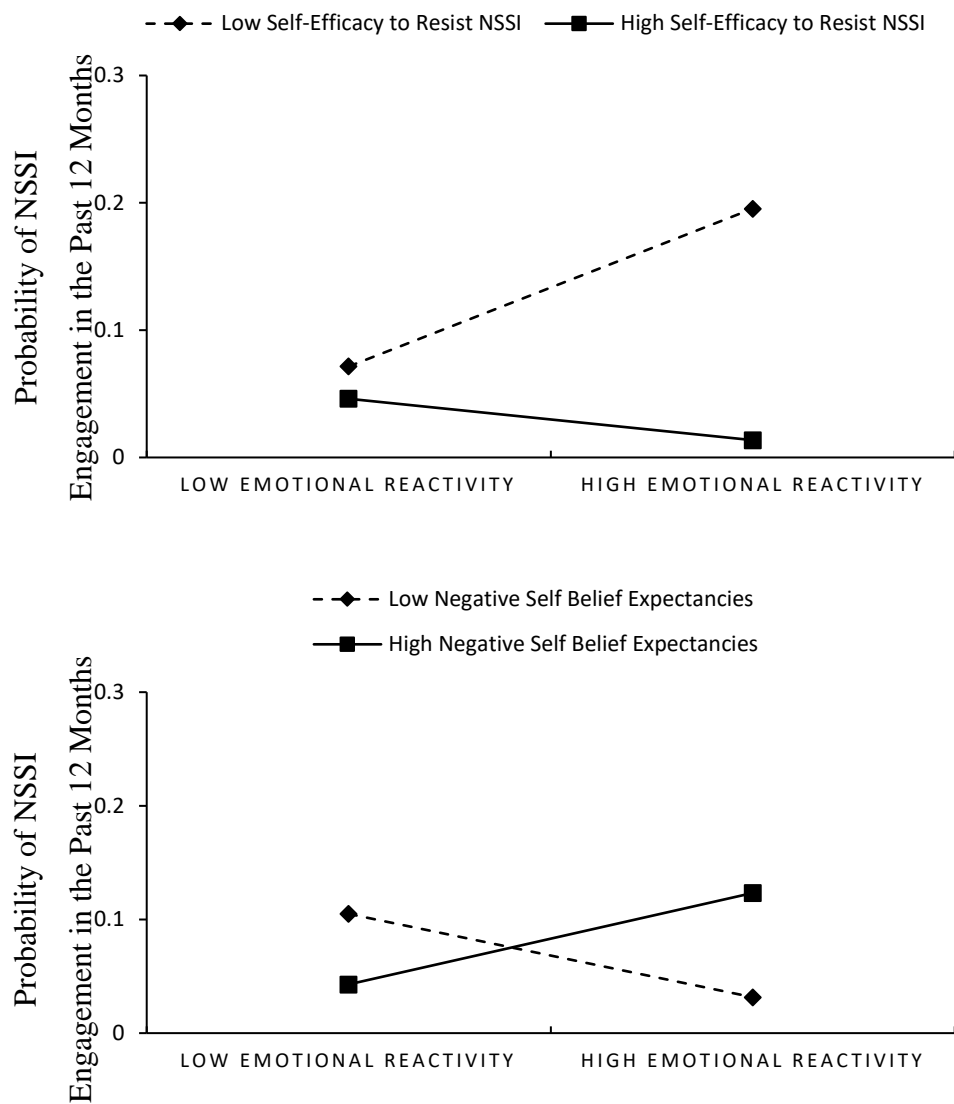 Low Self-Efficacy to Resist NSSI High Self-Efficacy to Resist NSSI
Probability of NSSI
Engagement in the Past 12 Months
0.3
0.2
0.1
0
LOW EMOTIONAL REACTIVITY HIGH EMOTIONAL REACTIVITY
Low Negative Self Belief Expectancies
High Negative Self Belief Expectancies
Probability of NSSI
Engagement in the Past 12 Months
0.3
0.2
0.1
0
LOW EMOTIONAL REACTIVITY HIGH EMOTIONAL REACTIVITY